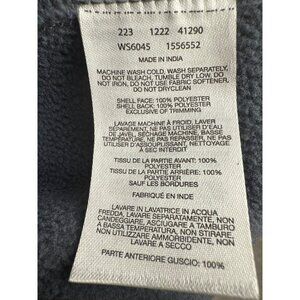 223 1222 41290
WS6045 1556552
MADE IN INDIA
MACHINE WASH COLD, WASH SEPARATELY,
DO NOT BLEACH, TUMBLE DRY LOW, DO
NOT IRON, DO NOT USE FABRIC SOFTENER,
DO NOT DRYCLEAN
SHELL FACE: 100% POLYESTER
SHELL BACK: 100% POLYESTER
EXCLUSIVE OF TRIMMING
LAVAGE MACHINE À FROID, LAVER
SEPAREMENT, NE PAS UTILISER D'EAU
DE JAVEL, SÉCHAGE MACHINE, BASSE
TEMPÉRATURE, NE PAS REPASSER, NE PAS
UTILISER D'ASSOUPLISSANT, NETTOYAGE
A SEC INTERDIT
TISSU DE LA PARTIE AVANT: 100%
POLYESTER
TISSU DE LA PARTIE ARRIÈRE: 100%
POLYESTER
SAUF LES BORDURES
FABRIQUÉ EN INDE
LAVARE IN LAVATRICE IN ACQUA
FREDDA, LAVARE SEPARATAMENTE, NON
CANDEGGIARE, ASCIUGARE A TAMBURO
A BASSA TEMPERATURA, NON STIRARE,
NON UTILIZZARE AMMORBIDENTE, NON
LAVARE A SECCO
PARTE ANTERIORE GUSCIO: 100%